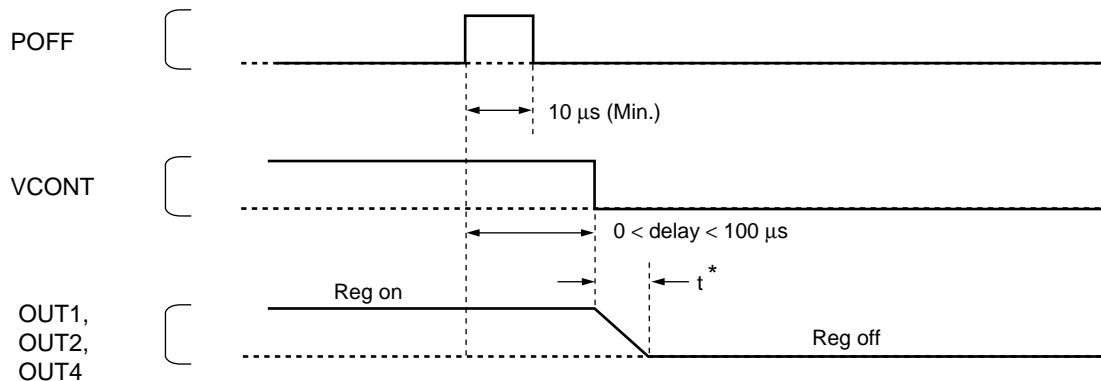 POFF
10 μs (Min.)
VCONT
0 < delay < 100 μs
t*
Reg on
OUT1,
OUT2,
OUT4
Reg off